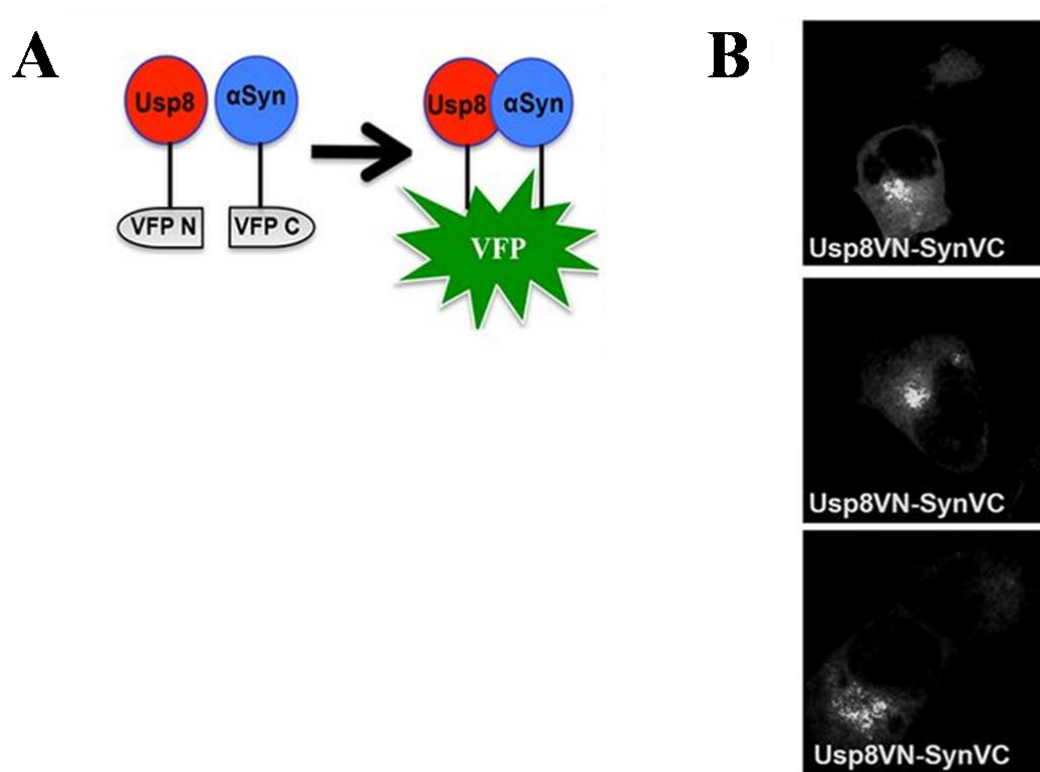 A
Usp8
αSyn
VFP N
VFP C
Usp8
αSyn
VFP
B
Usp8VN-SynVC
Usp8VN-SynVC
Usp8VN-SynVC